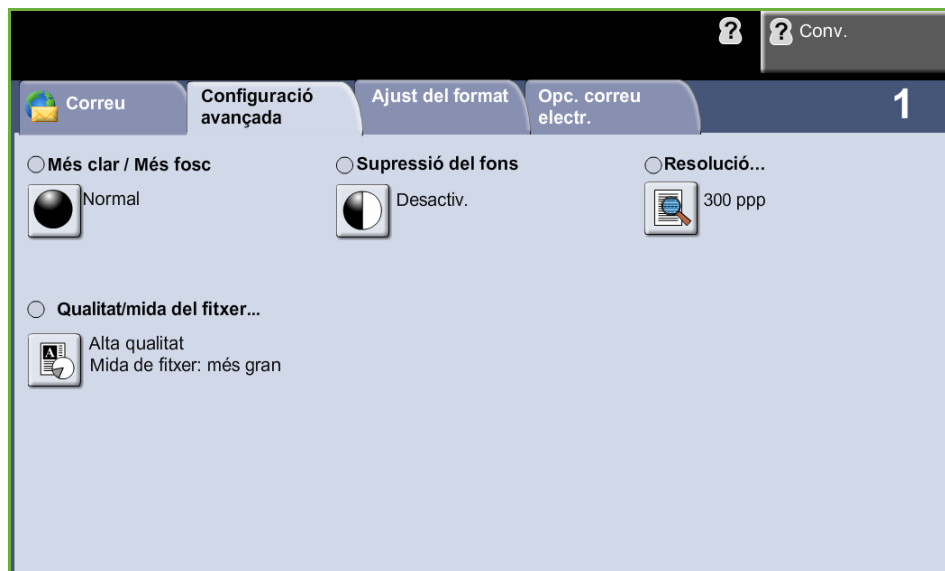 Conv.
Correu
Configuració
avançada
Ajust del format
Opc. correu
electr.
1
Més clar / Més fosc
Normal
Supressió del fons
Desactiv.
Resolució...
300 ppp
Qualitat/mida del fitxer...
Alta qualitat
Mida de fitxer: més gran